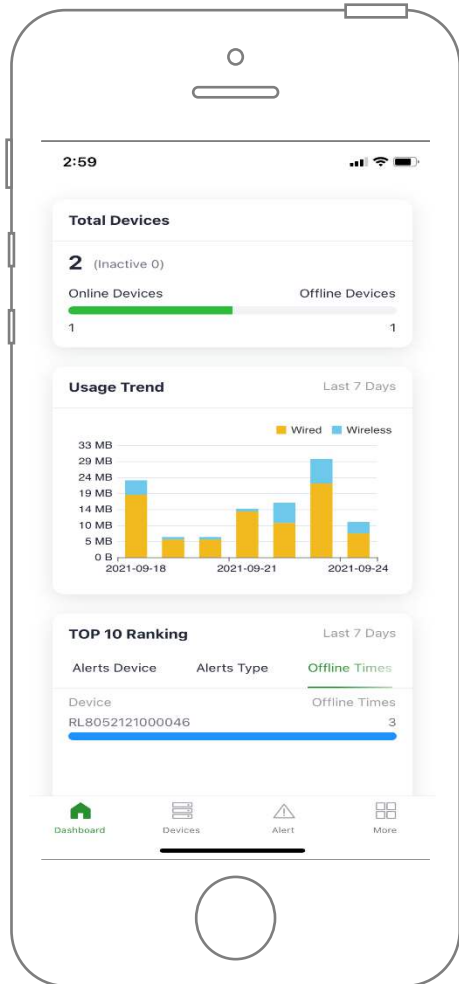 2:59
Total Devices
2 (Inactive 0)
Online Devices Offline Devices
1 1
Usage Trend Last 7 Days
Wired Wireless
33 MB
29 MB
24 MB
19 MB
14 MB
10 MB
5 MB
0 B
2021-09-18 2021-09-21 2021-09-24
TOP 10 Ranking Last 7 Days
Alerts Device Alerts Type Offline Times
Device Offline Times
RL8052121000046 3
Dashboard Devices Alert More